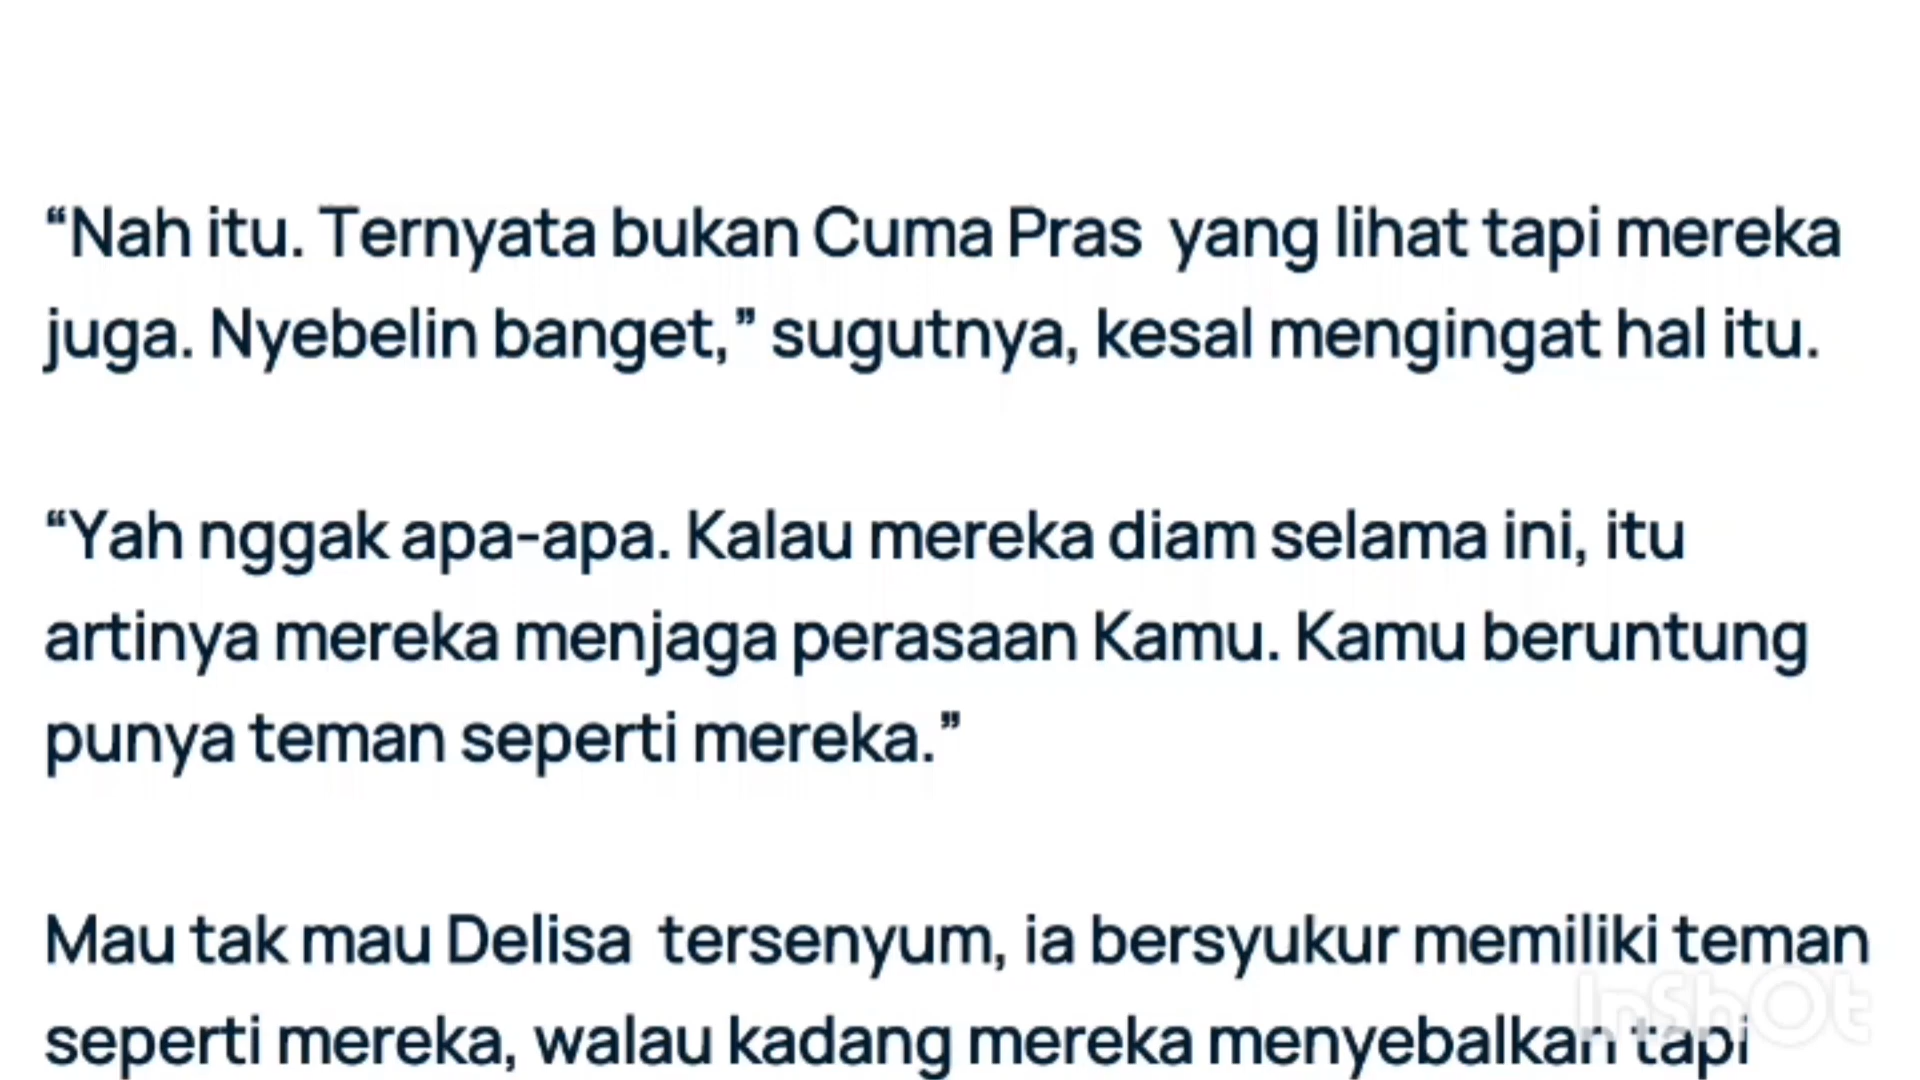 “Nah itu. Ternyata bukan Cuma Pras yang lihat tapi mereka
juga. Nyebelin banget,” sugutnya, kesal mengingat hal itu.
“Yah nggak apa-apa. Kalau mereka diam selama ini, itu
artinya mereka menjaga perasaan Kamu. Kamu beruntung
punya teman seperti mereka.”
Mau tak mau Delisa tersenyum, ia bersyukur memiliki teman
seperti mereka, walau kadang mereka menyebalkan tapi
InShOt